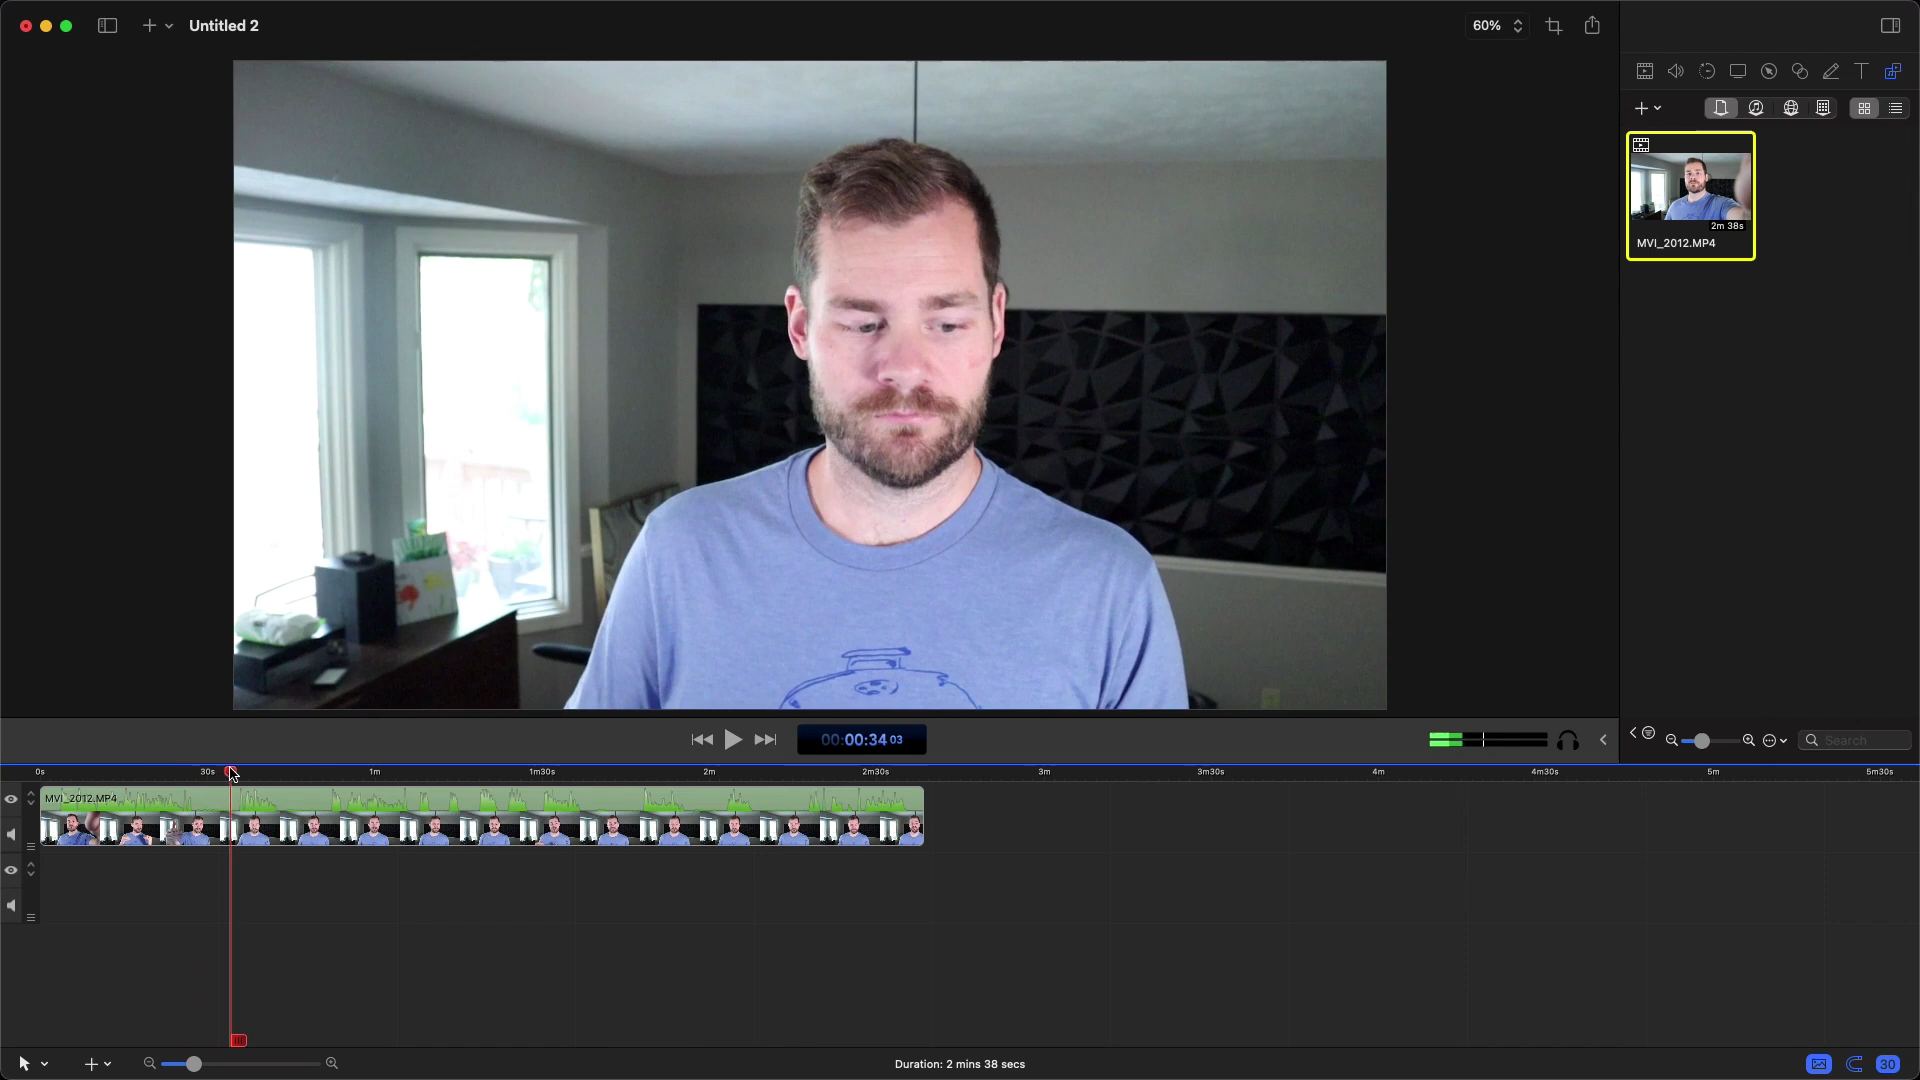 Untitled 2
60%
2m 38s
MVI_2012.MP4
00:00:34 03
Search
0s 30s 1m 1m30s 2m 2m30s 3m 3m30s 4m 4m30s 5m 5m30s
MVI_2012.MP4
Duration: 2 mins 38 secs
30